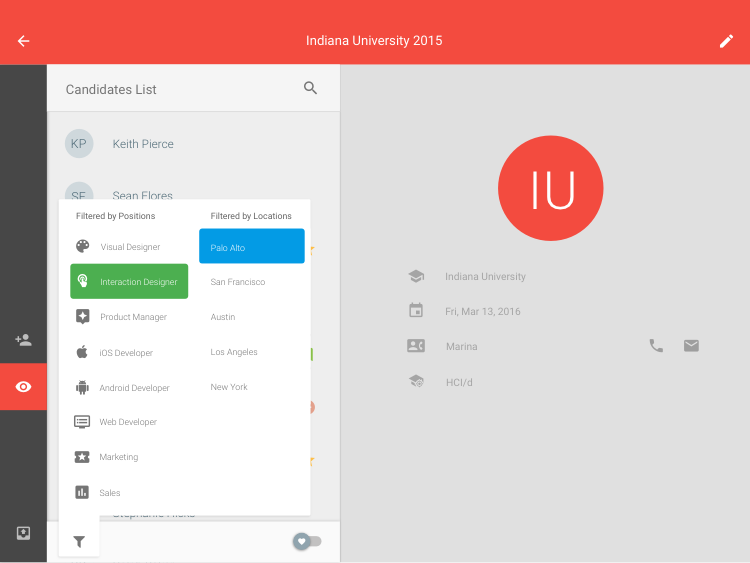 Indiana University 2015
Candidates List
KP Keith Pierce
SF Sean Flores
Filtered by Positions
Visual Designer
Interaction Designer
Product Manager
iOS Developer
Android Developer
Web Developer
Marketing
Sales
Filtered by Locations
Palo Alto
San Francisco
Austin
Los Angeles
New York
IU
Indiana University
Fri, Mar 13, 2016
Marina
HCI/d